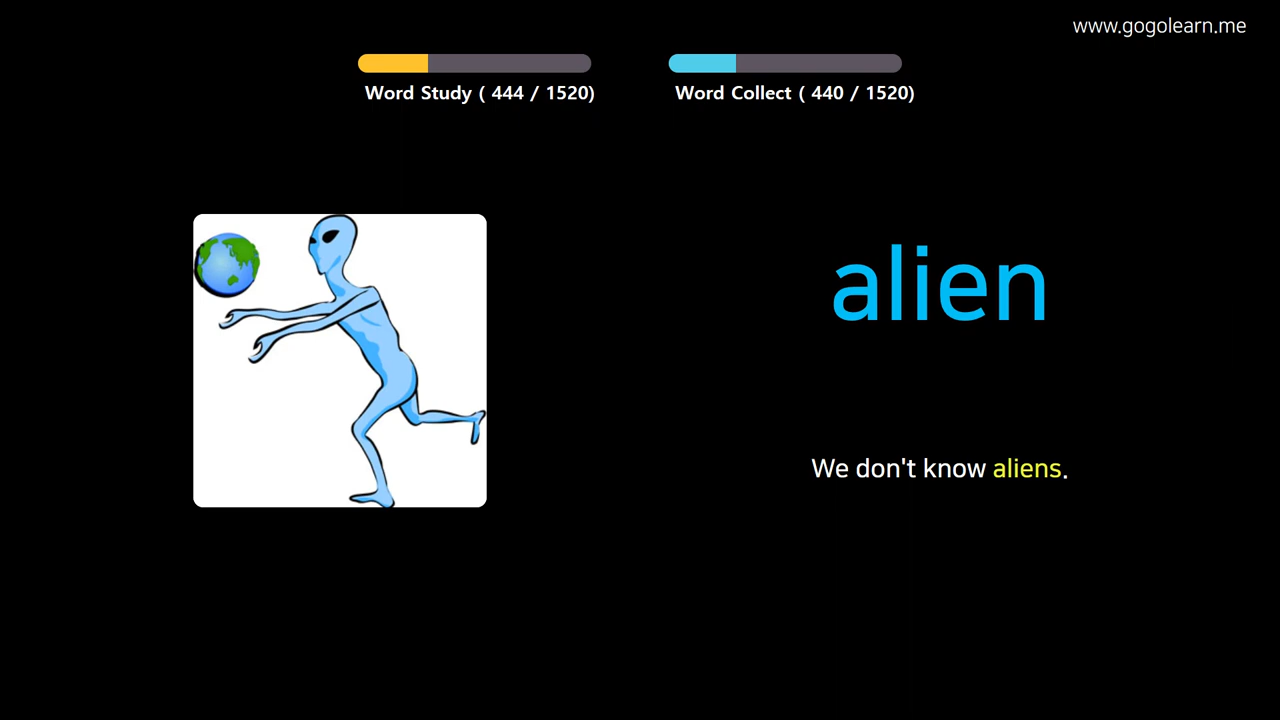 www.gogolearn.me
Word Study ( 444 / 1520)
Word Collect ( 440 / 1520)
alien
We don't know aliens.